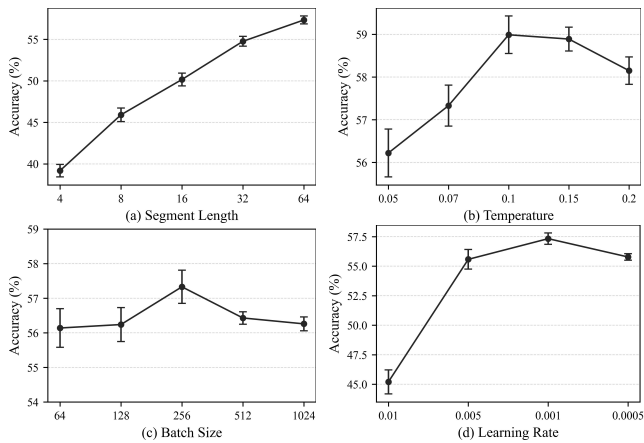 Accuracy (%)
55
50
45
40
4 8 16 32 64
(a) Segment Length
Accuracy (%)
59
58
57
56
0.05 0.07 0.1 0.15 0.2
(b) Temperature
Accuracy (%)
59
58
57
56
55
54
64 128 256 512 1024
(c) Batch Size
Accuracy (%)
57.5
55.0
52.5
50.0
47.5
45.0
0.01 0.005 0.001 0.0005
(d) Learning Rate